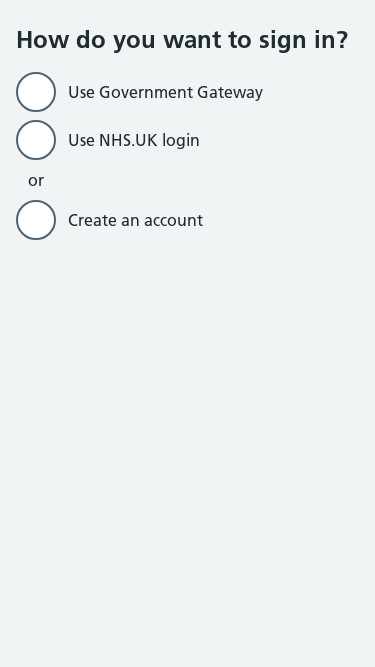 How do you want to sign in?
Use Government Gateway
Use NHS.UK login
or
Create an account